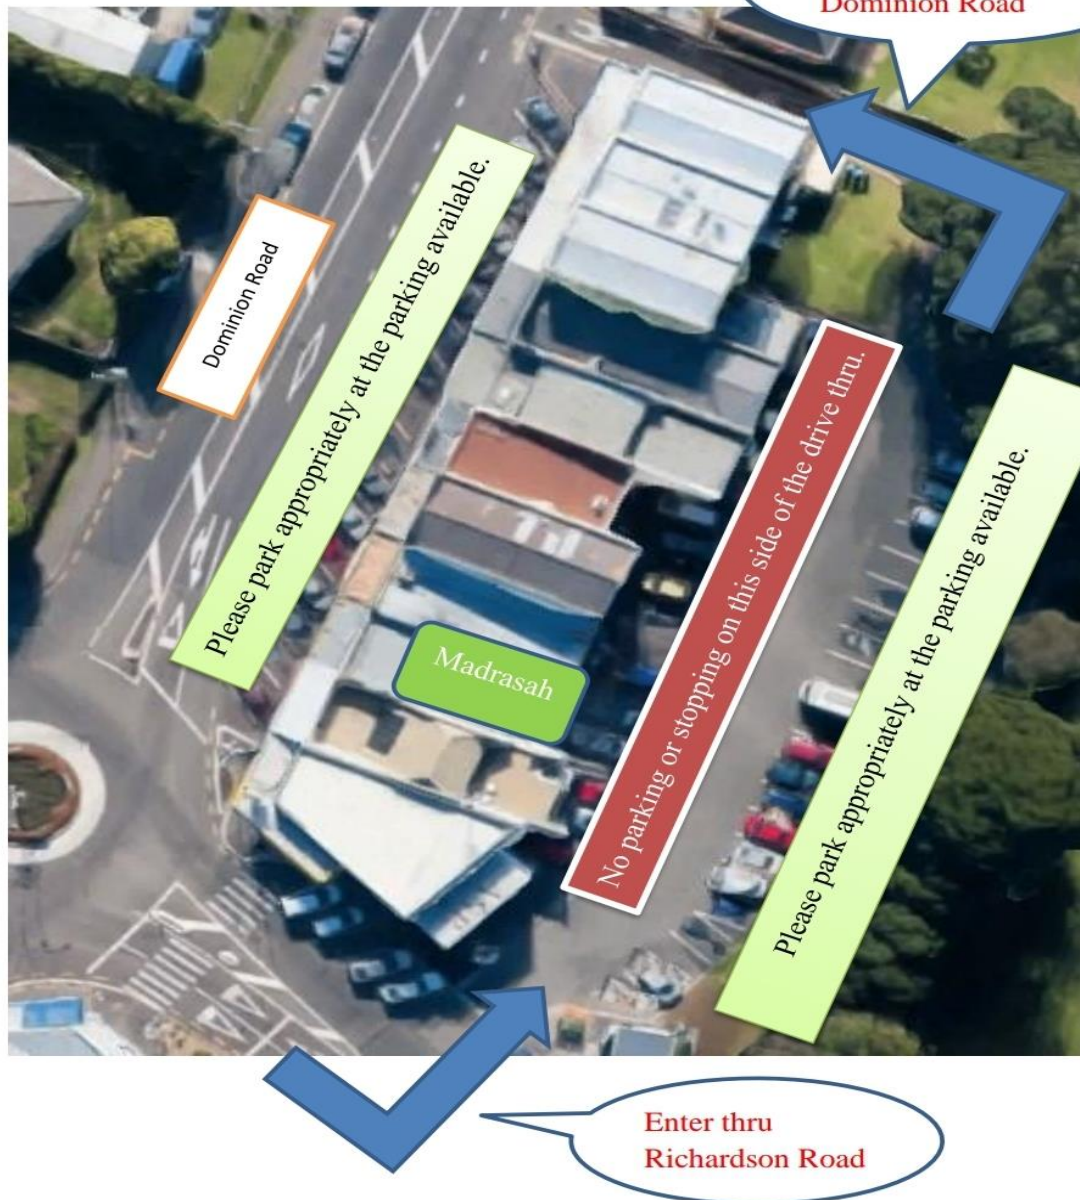 Dominion Road
Please park appropriately at the parking available.
Dominion Road
No parking or stopping on this side of the drive thru.
Please park appropriately at the parking available.
Madrasah
Enter thru
Richardson Road